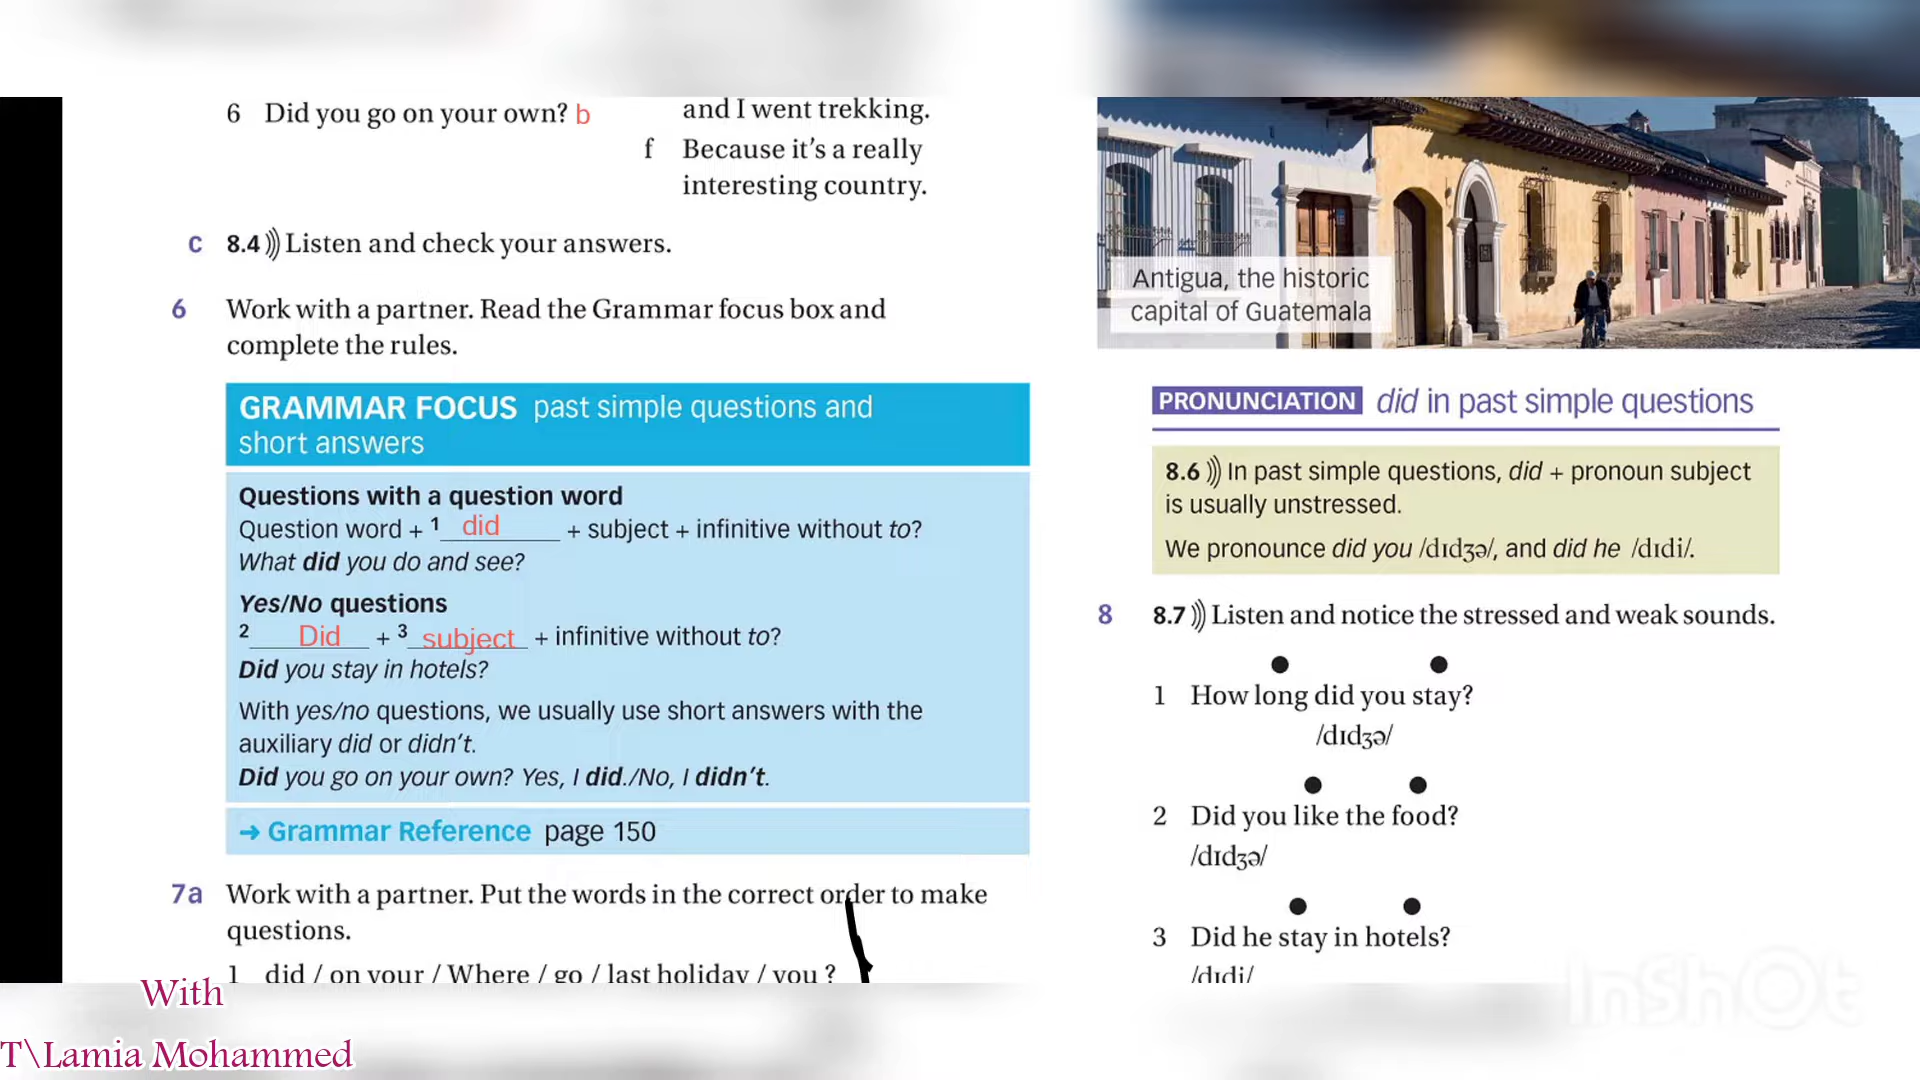 6 Did you go on your own? b
and I went trekking.
f Because it's a really
interesting country.
c 8.4 Listen and check your answers.
6 Work with a partner. Read the Grammar focus box and
complete the rules.
GRAMMAR FOCUS past simple questions and
short answers
Questions with a question word
Question word + 1 did + subject + infinitive without to?
What did you do and see?
Yes/No questions
2 Did + 3 subject + infinitive without to?
Did you stay in hotels?
With yes/no questions, we usually use short answers with the
auxiliary did or didn't.
Did you go on your own? Yes, I did./No, I didn't.
→ Grammar Reference page 150
7a Work with a partner. Put the words in the correct order to make
questions.
1 did / on your / Where / go / last holiday / you ?
Antigua, the historic
capital of Guatemala
PRONUNCIATION did in past simple questions
8.6 In past simple questions, did + pronoun subject
is usually unstressed.
We pronounce did you /dɪdʒə/, and did he /dɪdi/.
8 8.7 Listen and notice the stressed and weak sounds.
1 How long did you stay?
/dɪdʒə/
2 Did you like the food?
/dɪdʒə/
3 Did he stay in hotels?
/dɪdi/
With
T\Lamia Mohammed
InShOt